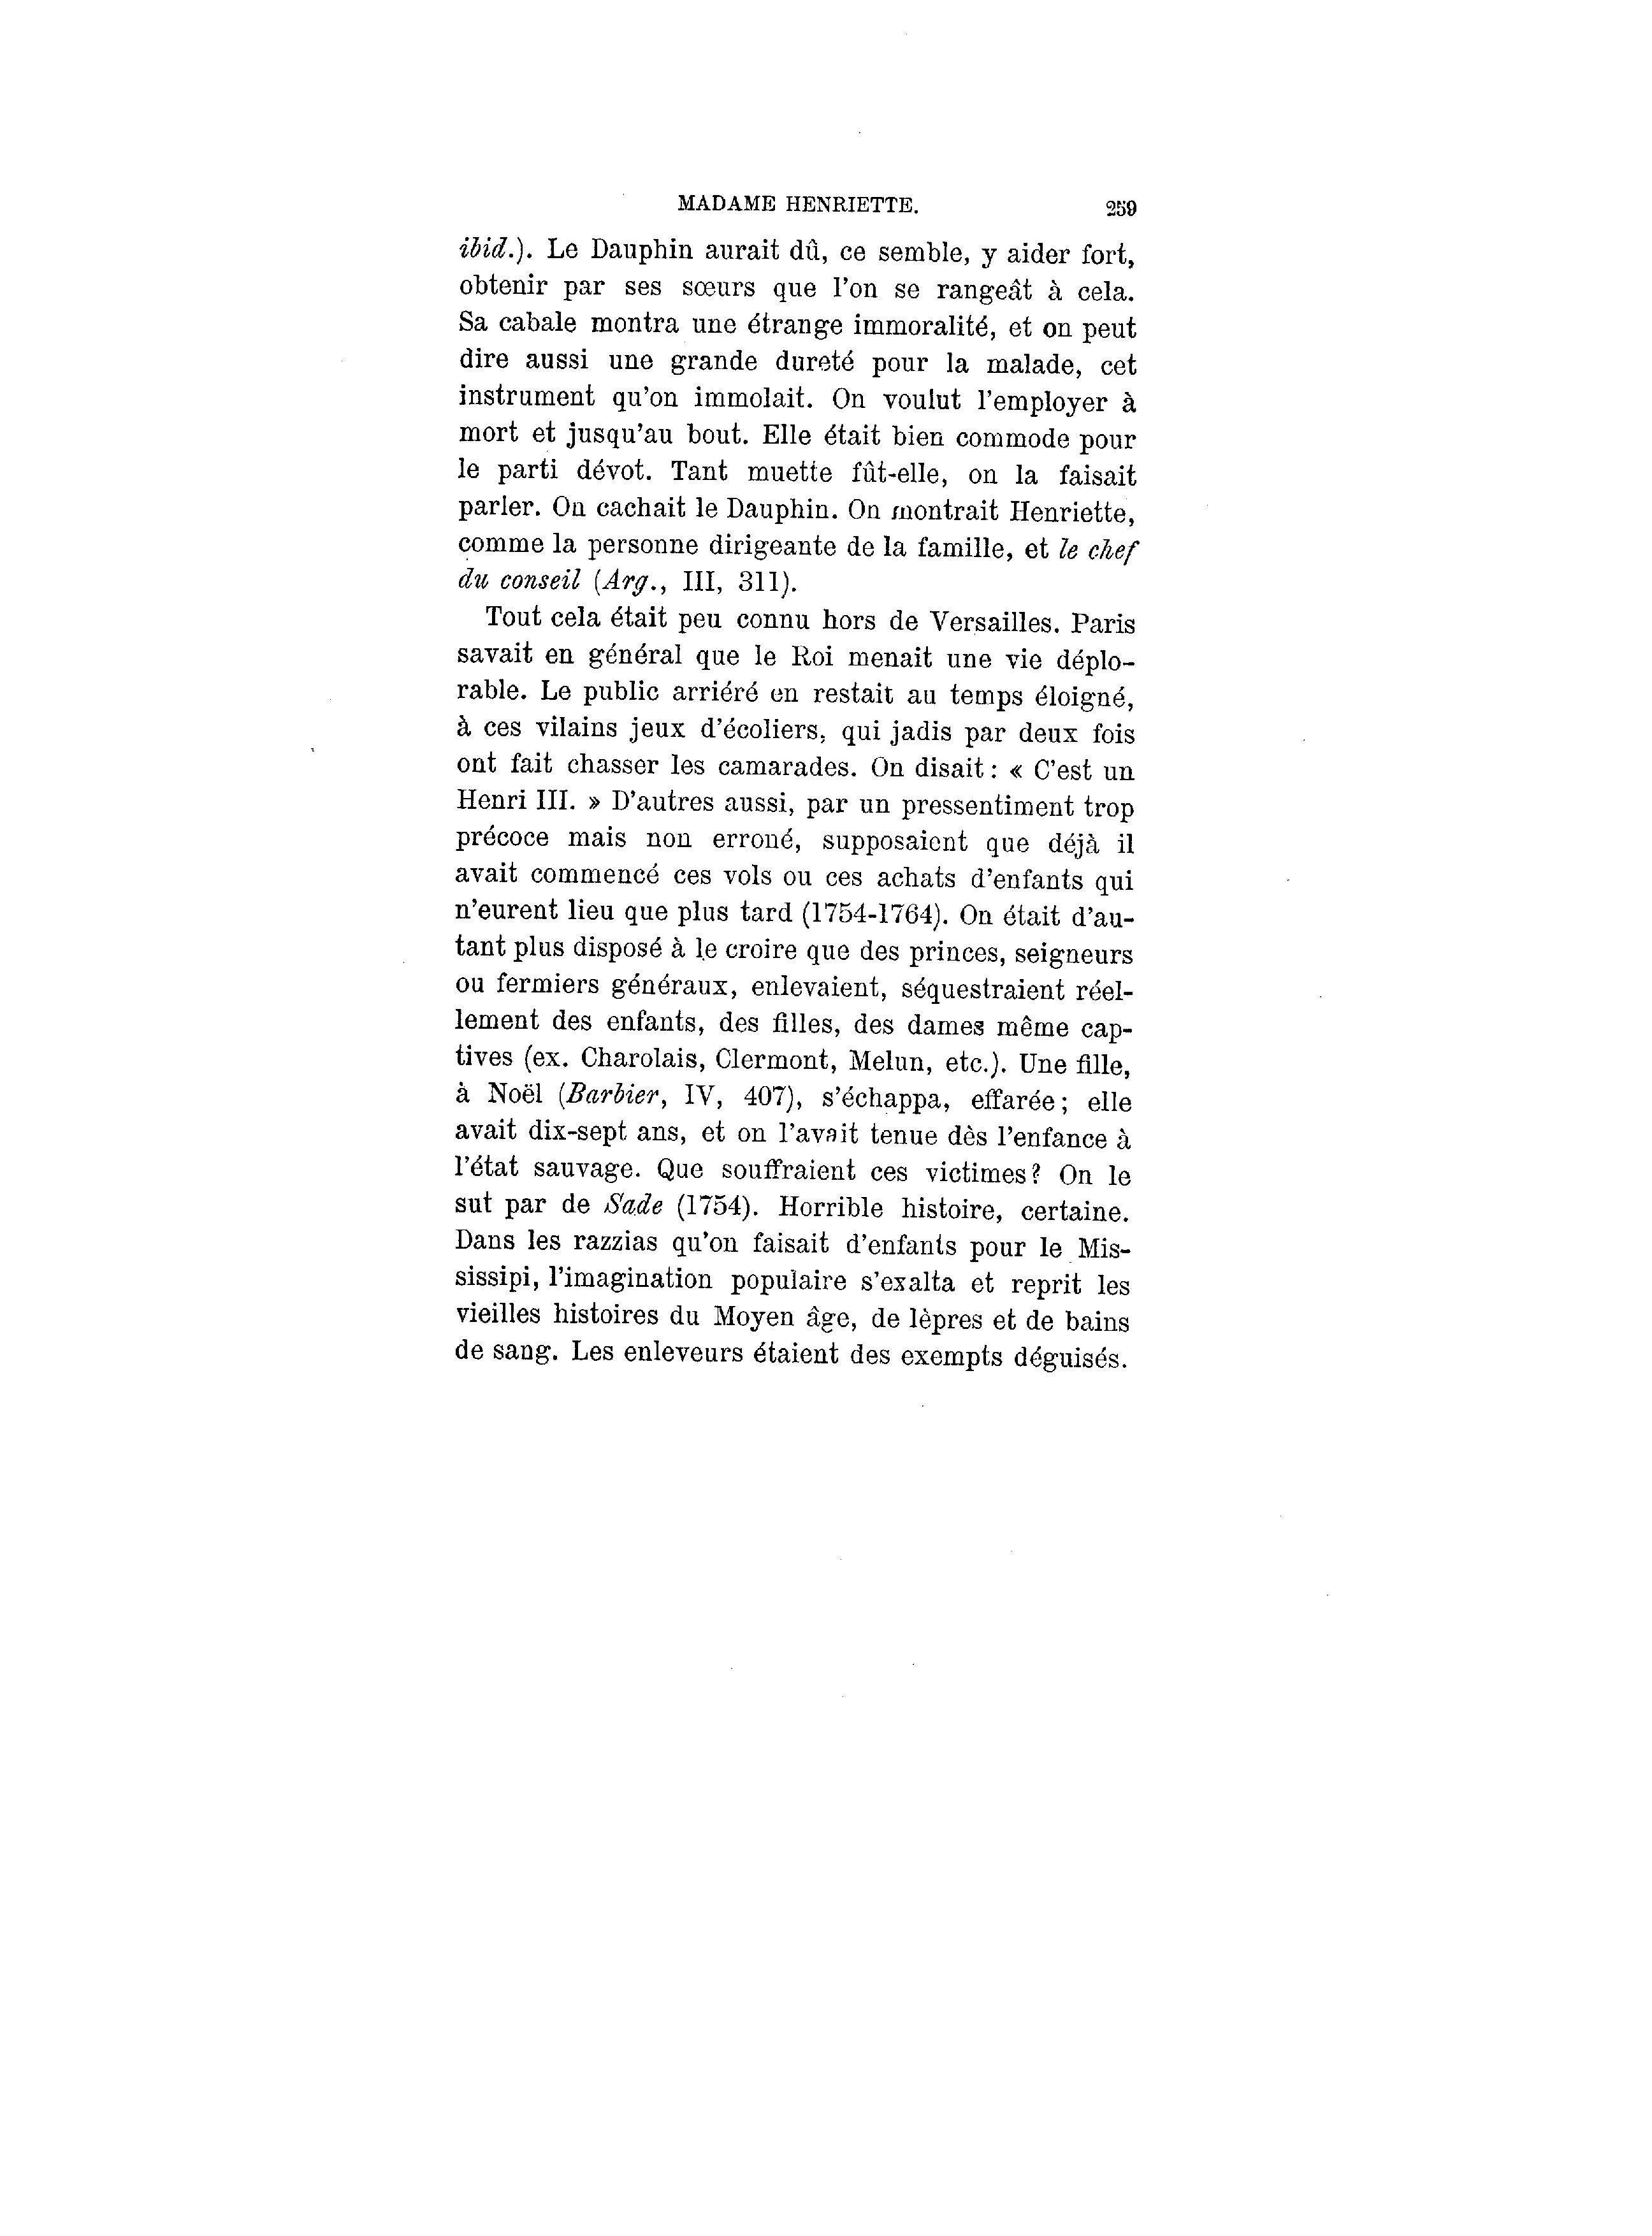 MADAME HENRIETTE. 259
ibid.). Le Dauphin aurait dû, ce semble, y aider fort,
obtenir par ses sœurs que l'on se rangeât à cela.
Sa cabale montra une étrange immoralité, et on peut
dire aussi une grande dureté pour la malade, cet
instrument qu'on immolait. On voulut l'employer à
mort et jusqu'au bout. Elle était bien commode pour
le parti dévot. Tant muette fût-elle, on la faisait
parler. On cachait le Dauphin. On montrait Henriette,
comme la personne dirigeante de la famille, et le chef
du conseil (Arg., III, 311).
Tout cela était peu connu hors de Versailles. Paris
savait en général que le Roi menait une vie déplo-
rable. Le public arriéré en restait au temps éloigné,
à ces vilains jeux d'écoliers, qui jadis par deux fois
ont fait chasser les camarades. On disait : « C'est un
Henri III. » D'autres aussi, par un pressentiment trop
précoce mais non erroné, supposaient que déjà il
avait commencé ces vols ou ces achats d'enfants qui
n'eurent lieu que plus tard (1754-1764). On était d'au-
tant plus disposé à le croire que des princes, seigneurs
ou fermiers généraux, enlevaient, séquestraient réel-
lement des enfants, des filles, des dames même cap-
tives (ex. Charolais, Clermont, Melun, etc.). Une fille,
à Noël (Barbier, IV, 407), s'échappa, effarée ; elle
avait dix-sept ans, et on l'avait tenue dès l'enfance à
l'état sauvage. Que souffraient ces victimes? On le
sut par de Sade (1754). Horrible histoire, certaine.
Dans les razzias qu'on faisait d'enfants pour le Mis-
sissipi, l'imagination populaire s'exalta et reprit les
vieilles histoires du Moyen âge, de lèpres et de bains
de sang. Les enleveurs étaient des exempts déguisés.